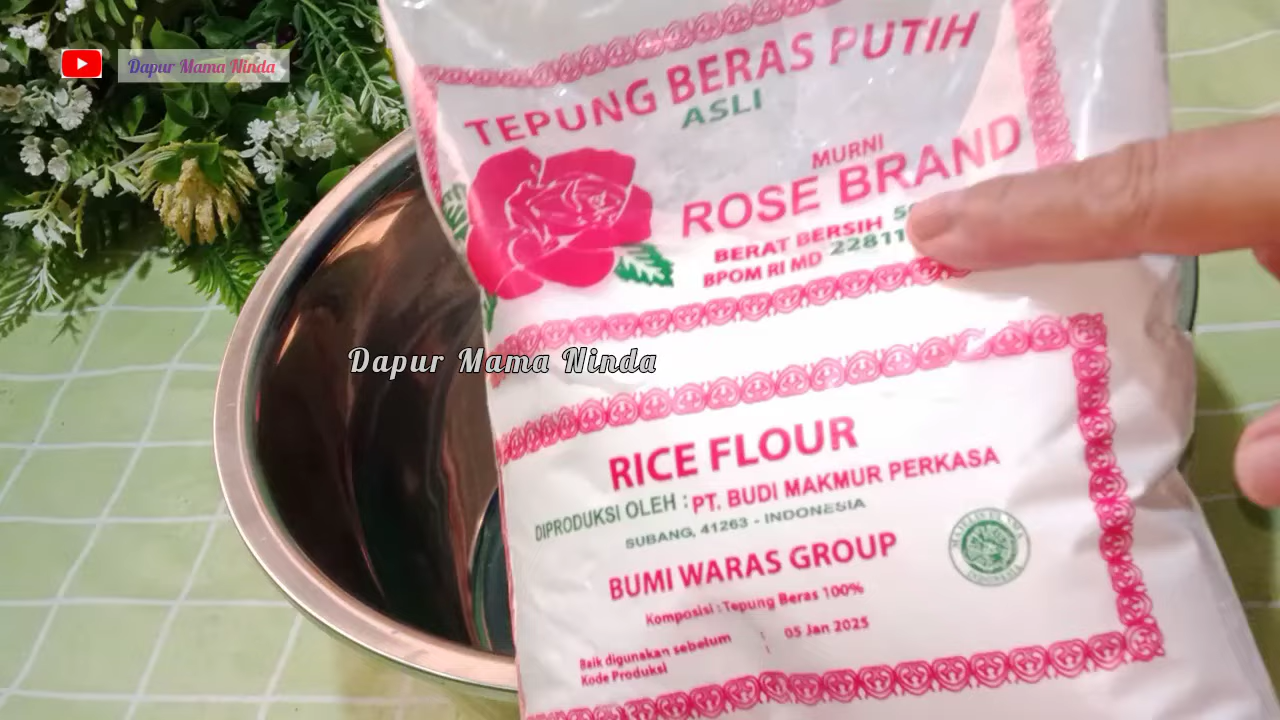 Dapur Mama Ninda
TEPUNG BERAS PUTIH
ASLI
MURNI
ROSE BRAND
BERAT BERSIH
BPOM RI MD 22811
Dapur Mama Ninda
RICE FLOUR
DIPRODUKSI OLEH : PT. BUDI MAKMUR PERKASA
SUBANG, 41263 - INDONESIA
BUMI WARAS GROUP
Komposisi : Tepung Beras 100%
Baik digunakan sebelum : 05 Jan 2025
Kode Produksi :
INDONESIA